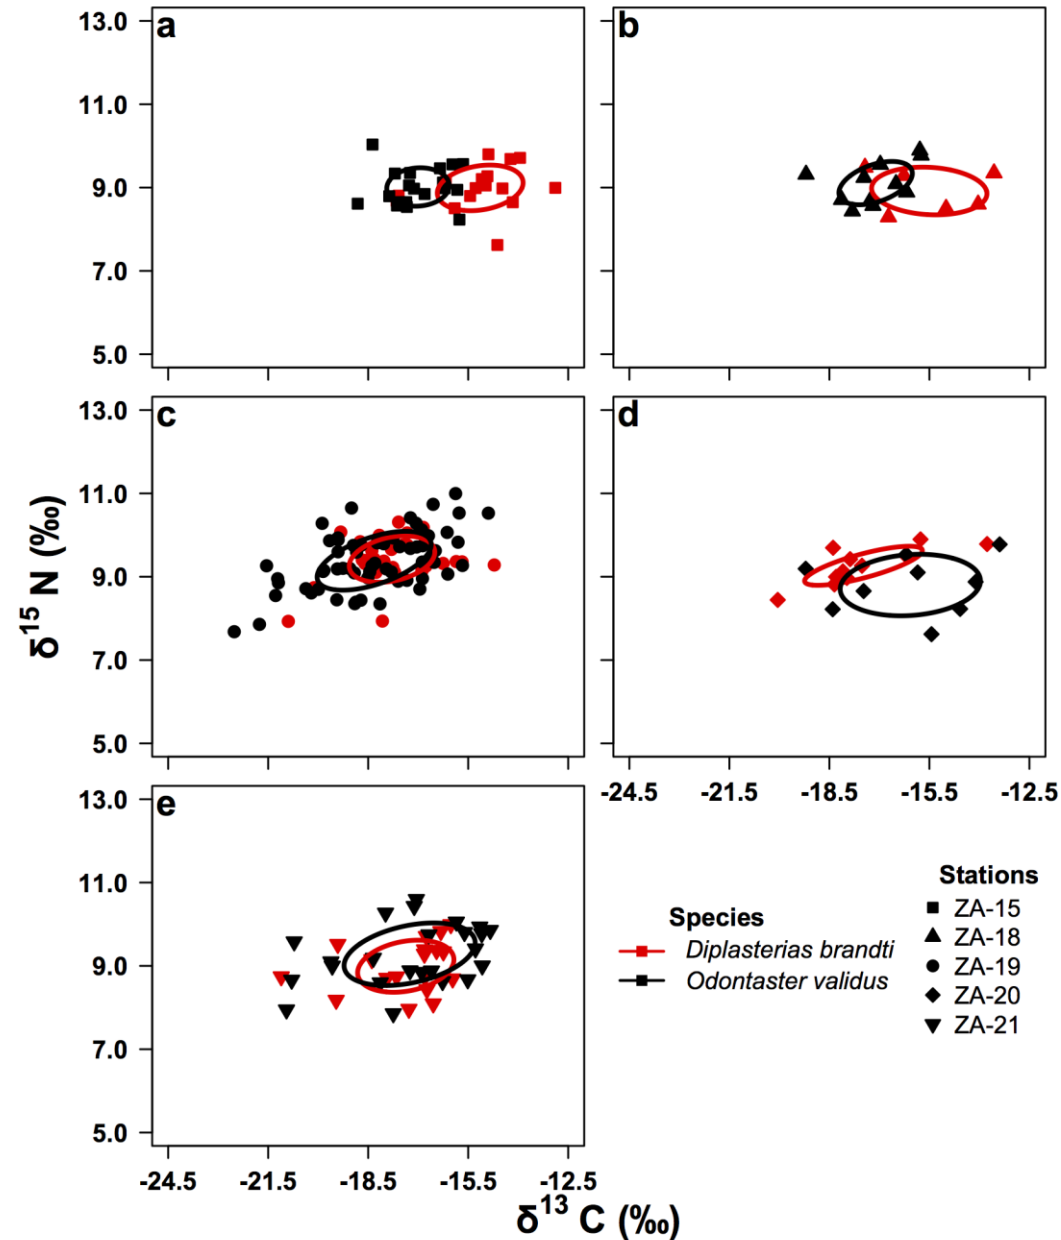 a
13.0
11.0
9.0
7.0
5.0
b
c
13.0
11.0
9.0
7.0
5.0
d
-24.5 -21.5 -18.5 -15.5 -12.5
e
13.0
11.0
9.0
7.0
5.0
-24.5 -21.5 -18.5 -15.5 -12.5
δ15 N (‰)
δ13 C (‰)
Species
Diplasterias brandti
Odontaster validus
Stations
ZA-15
ZA-18
ZA-19
ZA-20
ZA-21